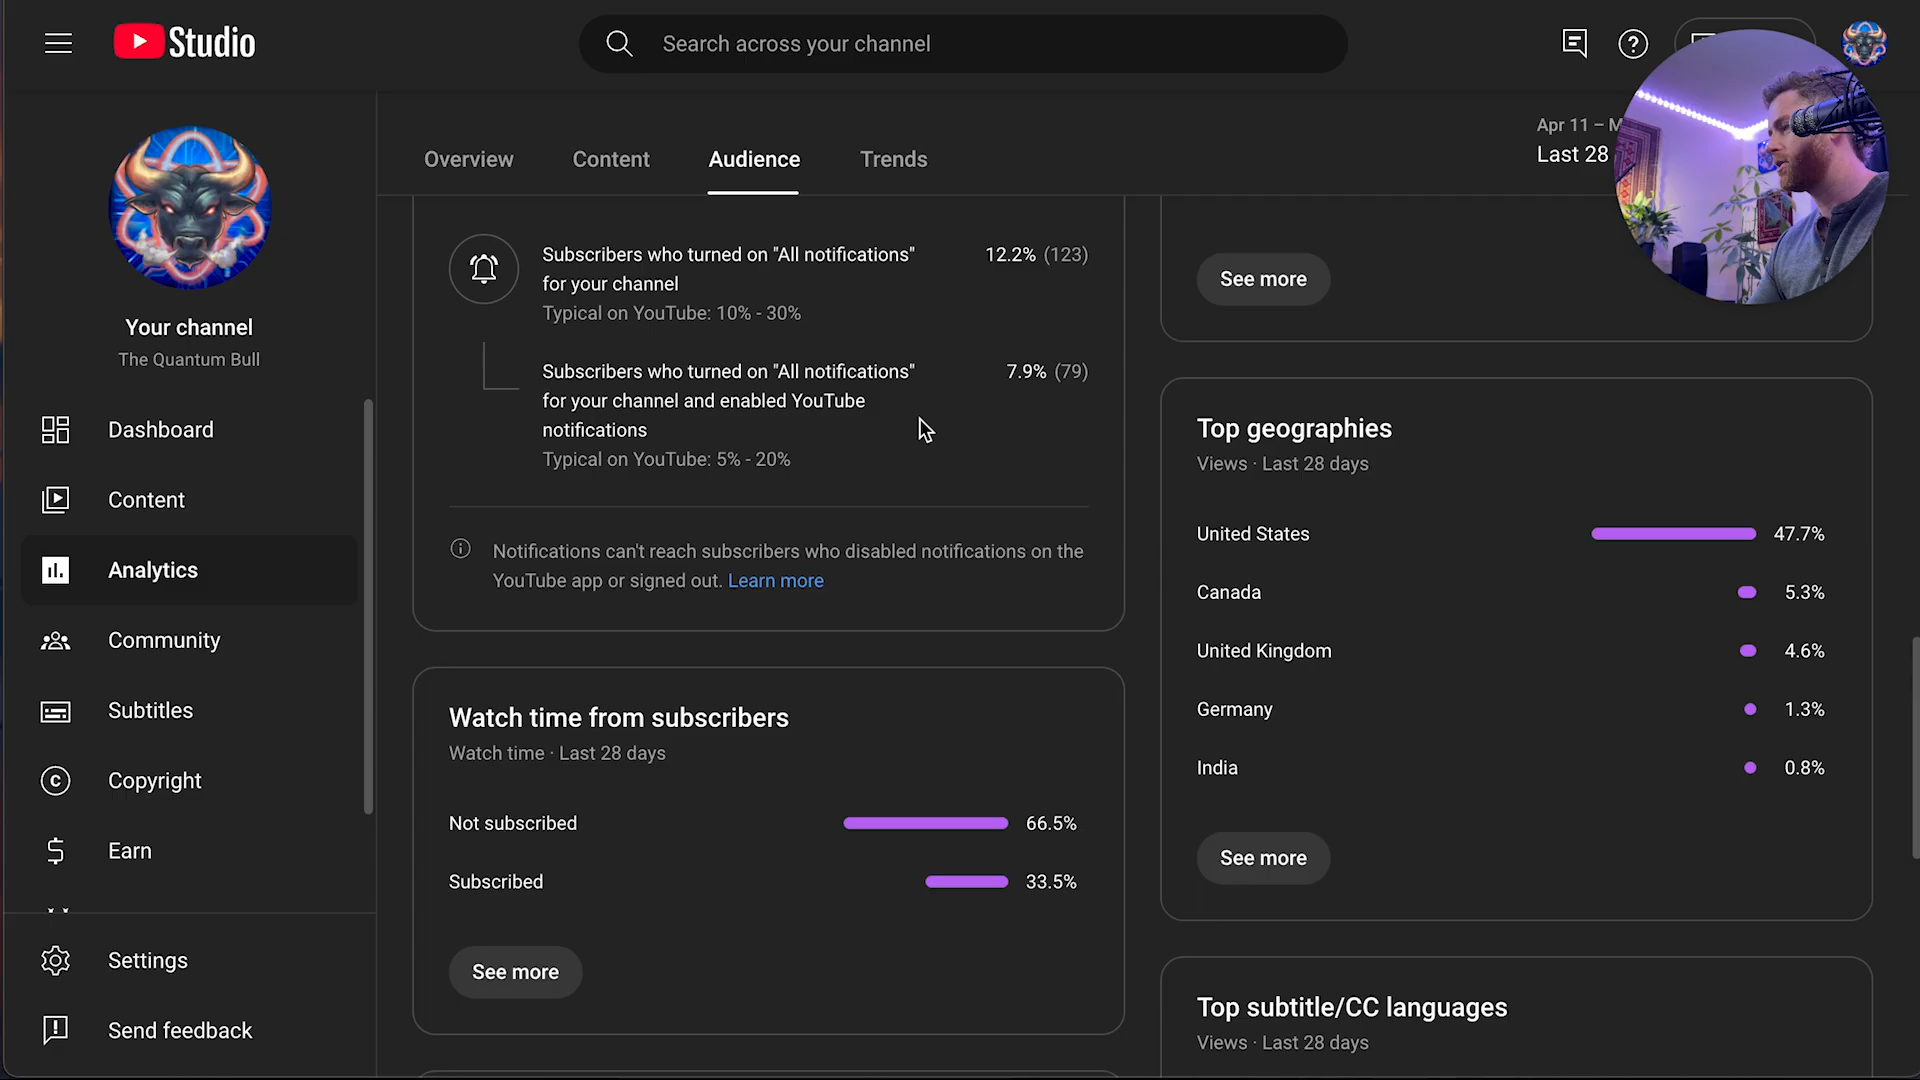 Studio
Search across your channel
Apr 11 – M
Last 28
Overview
Content
Audience
Trends
Your channel
The Quantum Bull
Dashboard
Content
Analytics
Community
Subtitles
Copyright
Earn
Settings
Send feedback
Subscribers who turned on "All notifications"
for your channel
Typical on YouTube: 10% - 30%
12.2% (123)
Subscribers who turned on "All notifications"
for your channel and enabled YouTube
notifications
Typical on YouTube: 5% - 20%
7.9% (79)
Notifications can't reach subscribers who disabled notifications on the
YouTube app or signed out. Learn more
Watch time from subscribers
Watch time · Last 28 days
Not subscribed 66.5%
Subscribed 33.5%
See more
See more
Top geographies
Views · Last 28 days
United States 47.7%
Canada 5.3%
United Kingdom 4.6%
Germany 1.3%
India 0.8%
See more
Top subtitle/CC languages
Views · Last 28 days